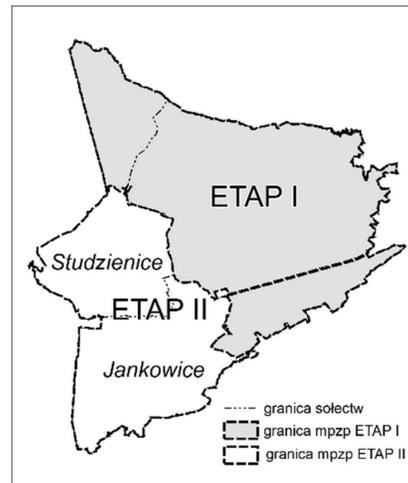 ETAP I
Studzienice
ETAP II
Jankowice
granica sołectw
granica mpzp ETAP I
granica mpzp ETAP II